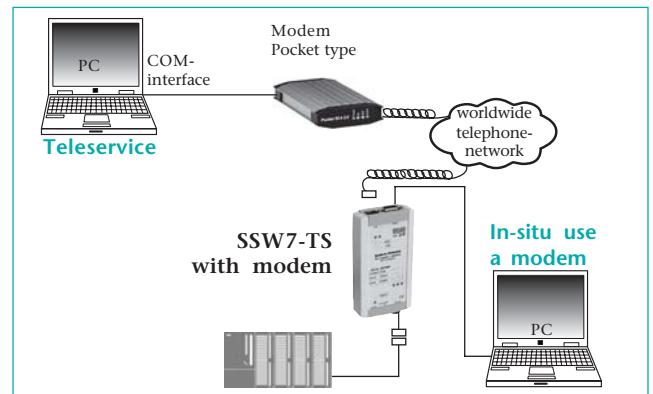 Modem
Pocket type
PC
COM-
interface
Teleservice
worldwide
telephone-
network
SSW7-TS
with modem
In-situ use
a modem
PC